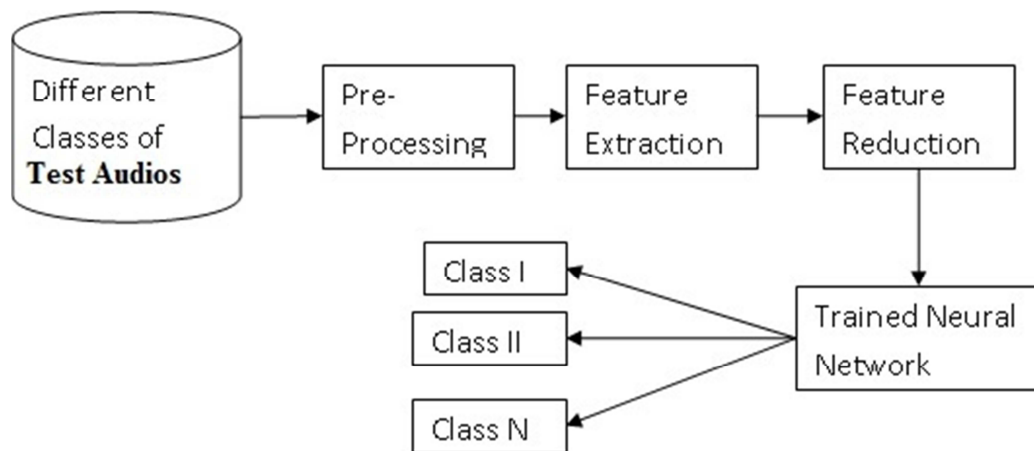 Different
Classes of
Test Audios
Pre-
Processing
Feature
Extraction
Feature
Reduction
Class I
Class II
Class N
Trained Neural
Network